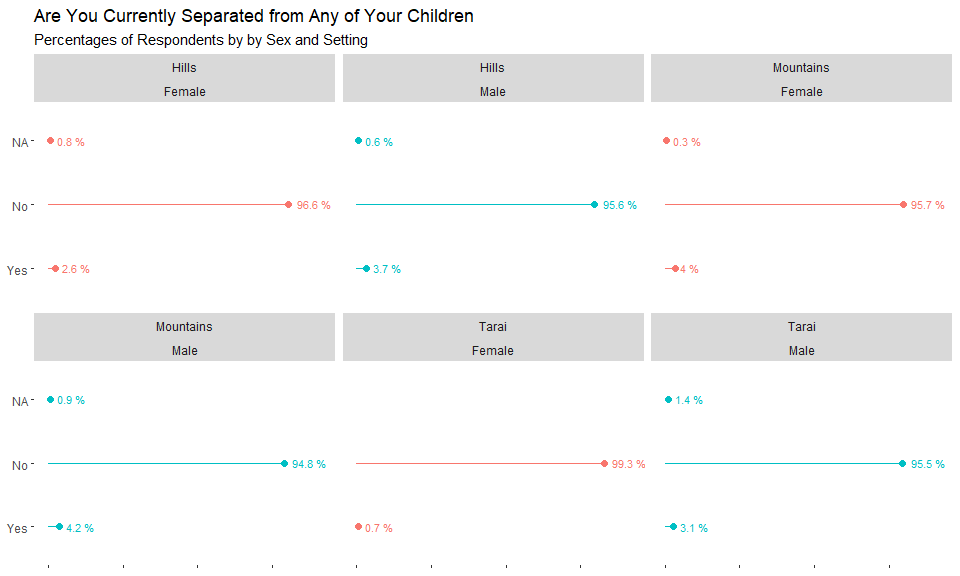 Are You Currently Separated from Any of Your Children
Percentages of Respondents by by Sex and Setting
Hills
Female
Hills
Male
Mountains
Female
NA
0.8 %
0.6 %
0.3 %
No
96.6 %
95.6 %
95.7 %
Yes
2.6 %
3.7 %
4 %
Mountains
Male
Tarai
Female
Tarai
Male
NA
0.9 %
1.4 %
No
94.8 %
99.3 %
95.5 %
Yes
4.2 %
0.7 %
3.1 %